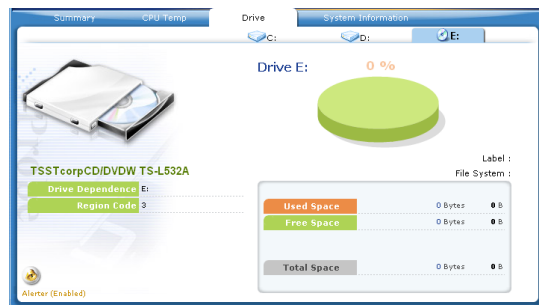 Summary CPU Temp Drive System Information
C: D: E:
Drive E: 0 %
Label :
File System :
TSSTcorpCD/DVDW TS-L532A
Drive Dependence E:
Region Code 3
Used Space 0 Bytes 0 B
Free Space 0 Bytes 0 B
Total Space 0 Bytes 0 B
Alerter (Enabled)